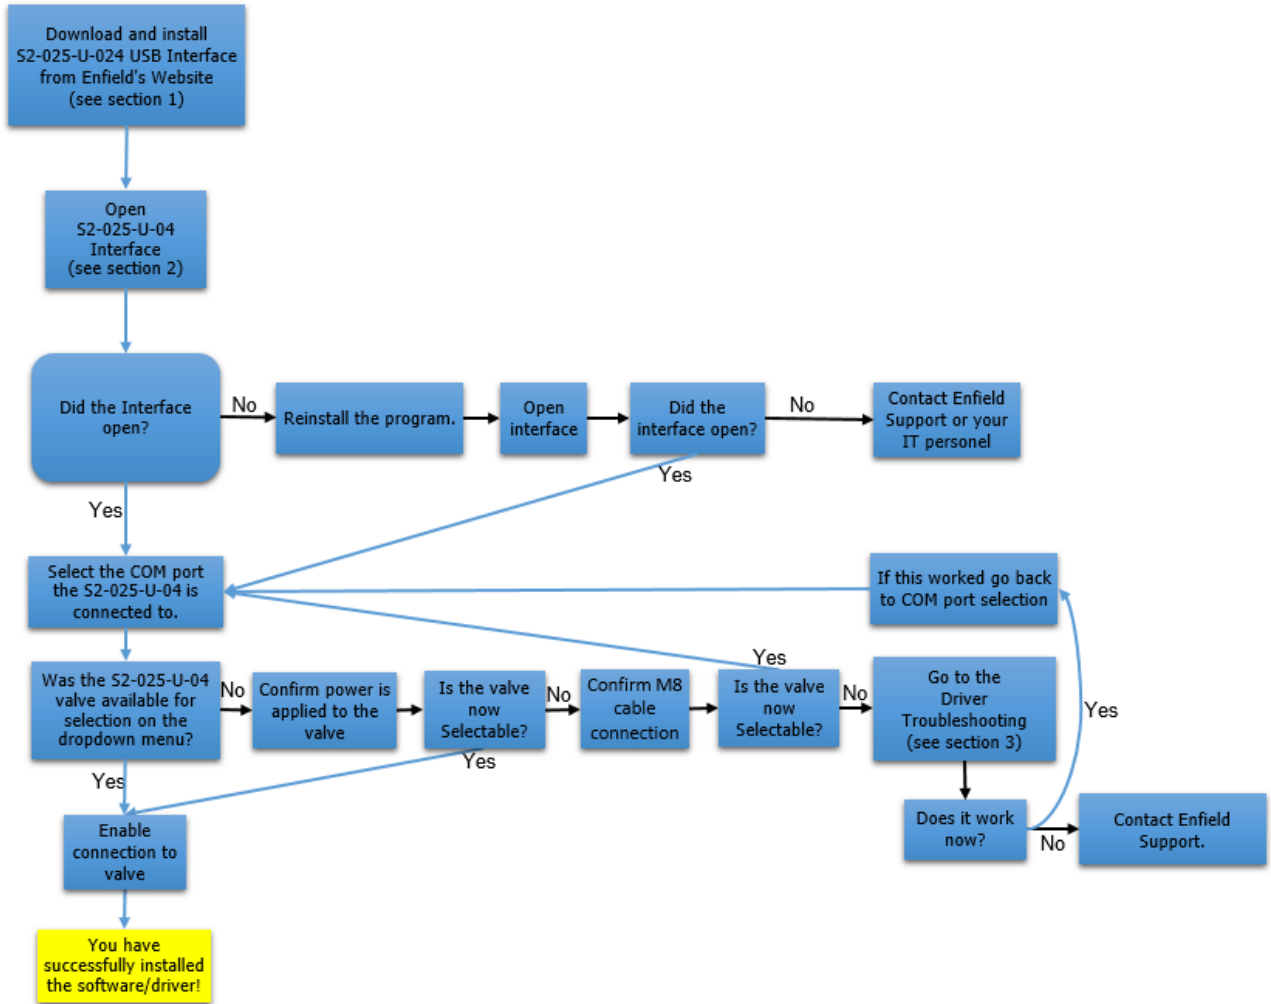 Download and install
S2-025-U-024 USB Interface
from Enfield's Website
(see section 1)
Open
S2-025-U-04
Interface
(see section 2)
Did the Interface
open?
No
Reinstall the program.
Open
interface
Did the
interface open?
No
Contact Enfield
Support or your
IT personel
Yes
Yes
Select the COM port
the S2-025-U-04 is
connected to.
If this worked go back
to COM port selection
Was the S2-025-U-04
valve available for
selection on the
dropdown menu?
No
Confirm power is
applied to the
valve
Is the valve
now
Selectable?
No
Confirm M8
cable
connection
Yes
Is the valve
now
Selectable?
No
Go to the
Driver
Troubleshooting
(see section 3)
Yes
Yes
Yes
Enable
connection to
valve
Does it work
now?
No
Contact Enfield
Support.
You have
successfully installed
the software/driver!